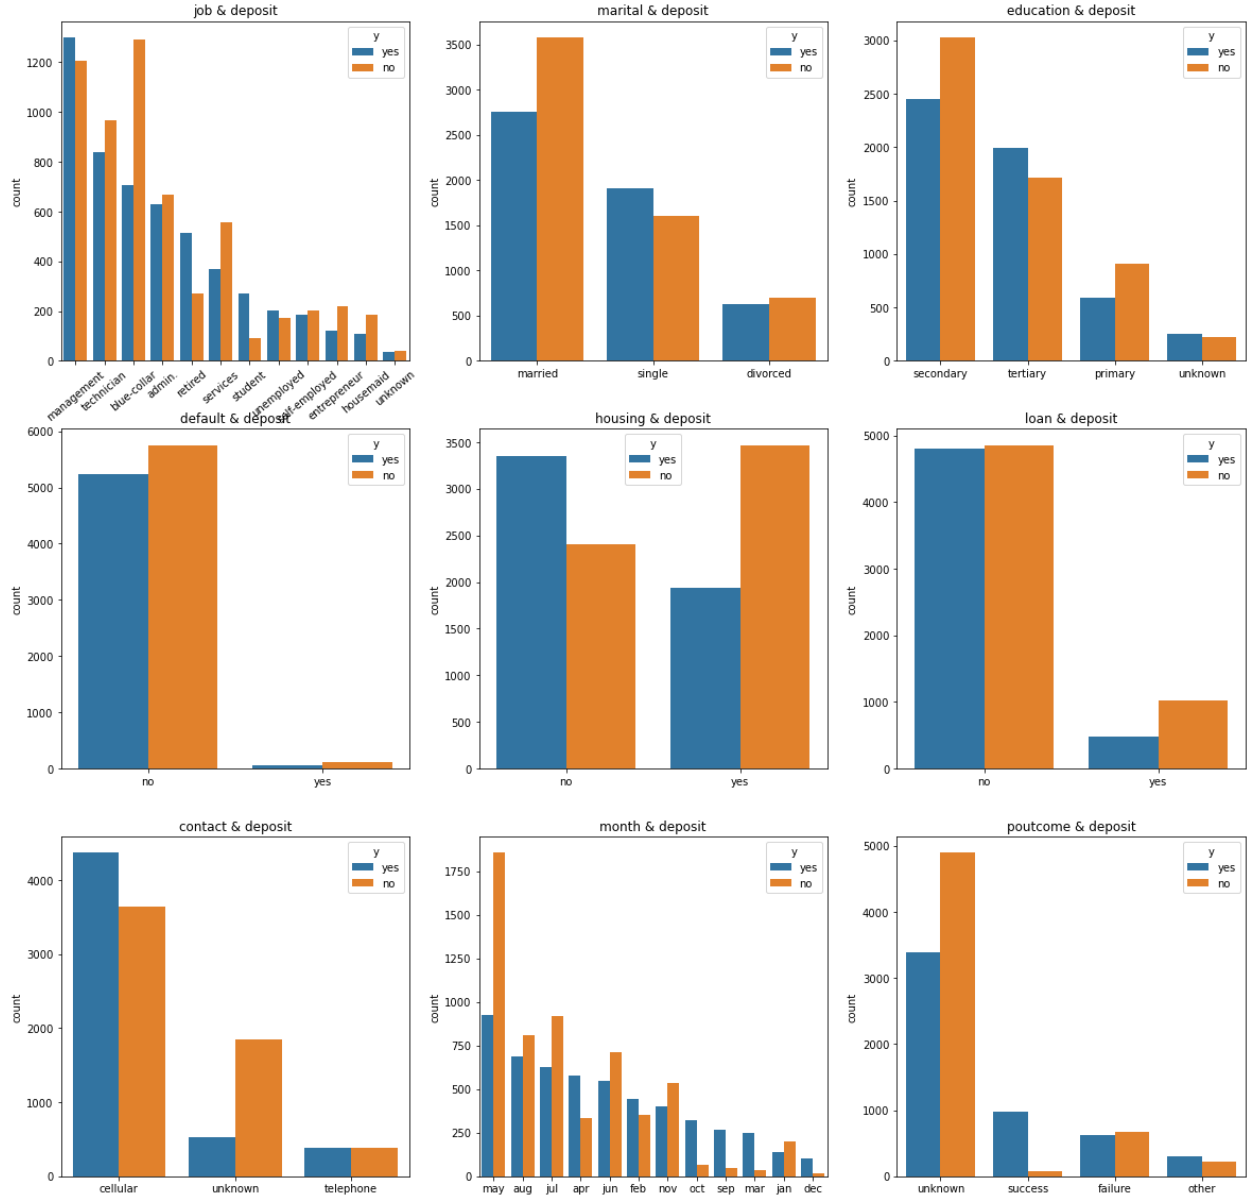 job & deposit
1200
1000
800
600
400
200
0
count
y
yes
no
management
technician
blue-collar
admin.
retired
services
student
unemployed
self-employed
entrepreneur
housemaid
unknown
marital & deposit
3500
3000
2500
2000
1500
1000
500
0
count
y
yes
no
married single divorced
education & deposit
3000
2500
2000
1500
1000
500
0
count
y
yes
no
secondary tertiary primary unknown
default & deposit
6000
5000
4000
3000
2000
1000
0
count
y
yes
no
no yes
housing & deposit
3500
3000
2500
2000
1500
1000
500
0
count
y
yes
no
no yes
loan & deposit
5000
4000
3000
2000
1000
0
count
y
yes
no
no yes
contact & deposit
4000
3000
2000
1000
0
count
y
yes
no
cellular unknown telephone
month & deposit
1750
1500
1250
1000
750
500
250
0
count
y
yes
no
may aug jul apr jun feb nov oct sep mar jan dec
poutcome & deposit
5000
4000
3000
2000
1000
0
count
y
yes
no
unknown success failure other